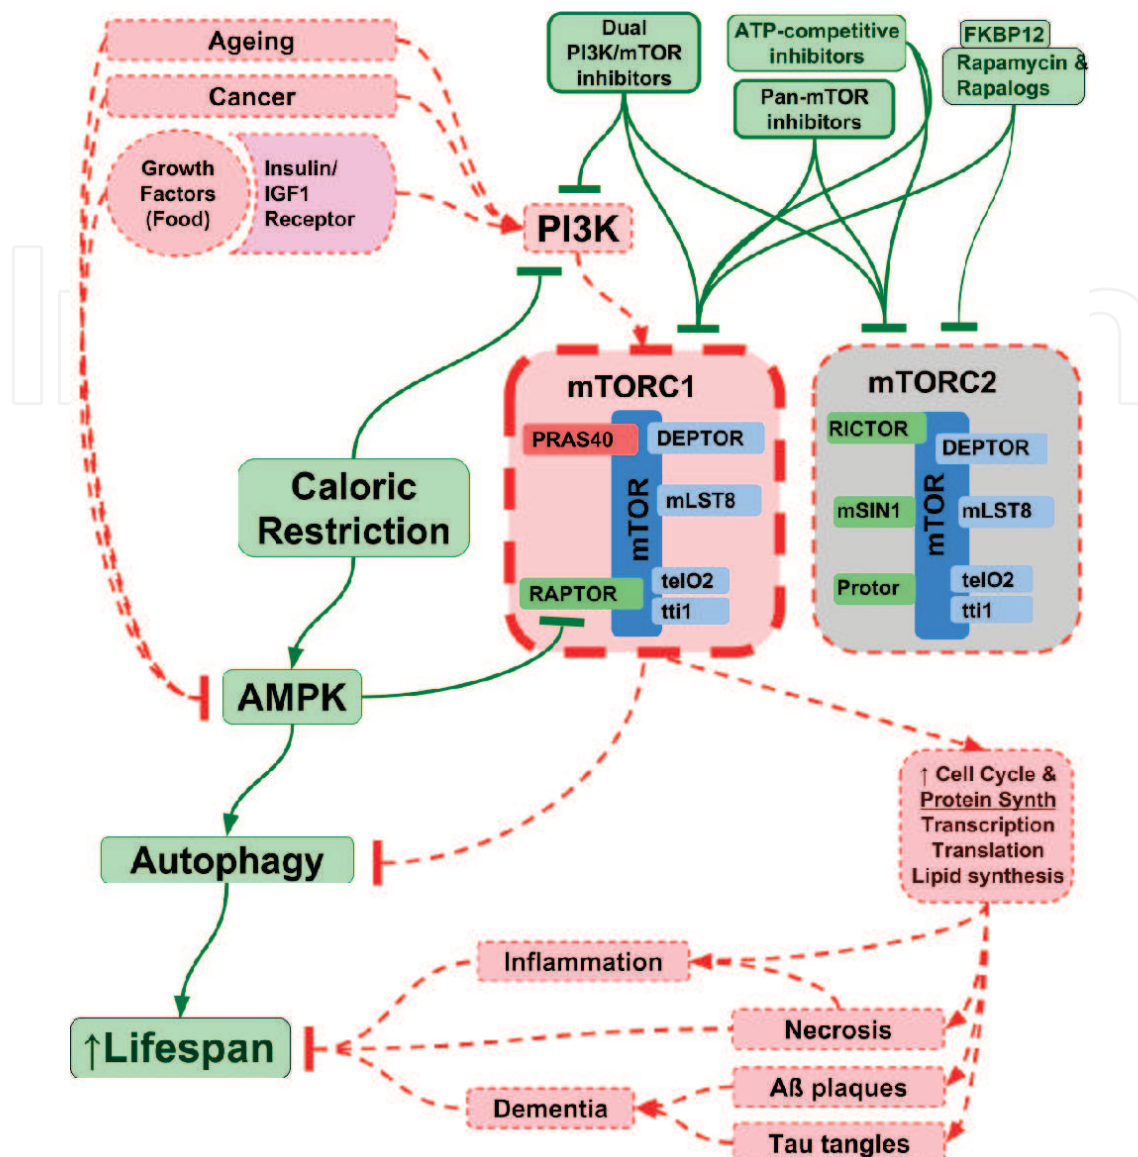 Ageing
Cancer
Growth
Factors
(Food)
Insulin/
IGF1
Receptor
Dual
PI3K/mTOR
inhibitors
ATP-competitive
inhibitors
Pan-mTOR
inhibitors
FKBP12
Rapamycin &
Rapalogs
PI3K
mTORC1
PRAS40
DEPTOR
mLST8
mTOR
RAPTOR
telO2
tti1
mTORC2
RICTOR
DEPTOR
mSIN1
mTOR
mLST8
Protor
telO2
tti1
Caloric
Restriction
AMPK
Autophagy
↑Lifespan
↑ Cell Cycle &
Protein Synth
Transcription
Translation
Lipid synthesis
Inflammation
Necrosis
Aß plaques
Dementia
Tau tangles